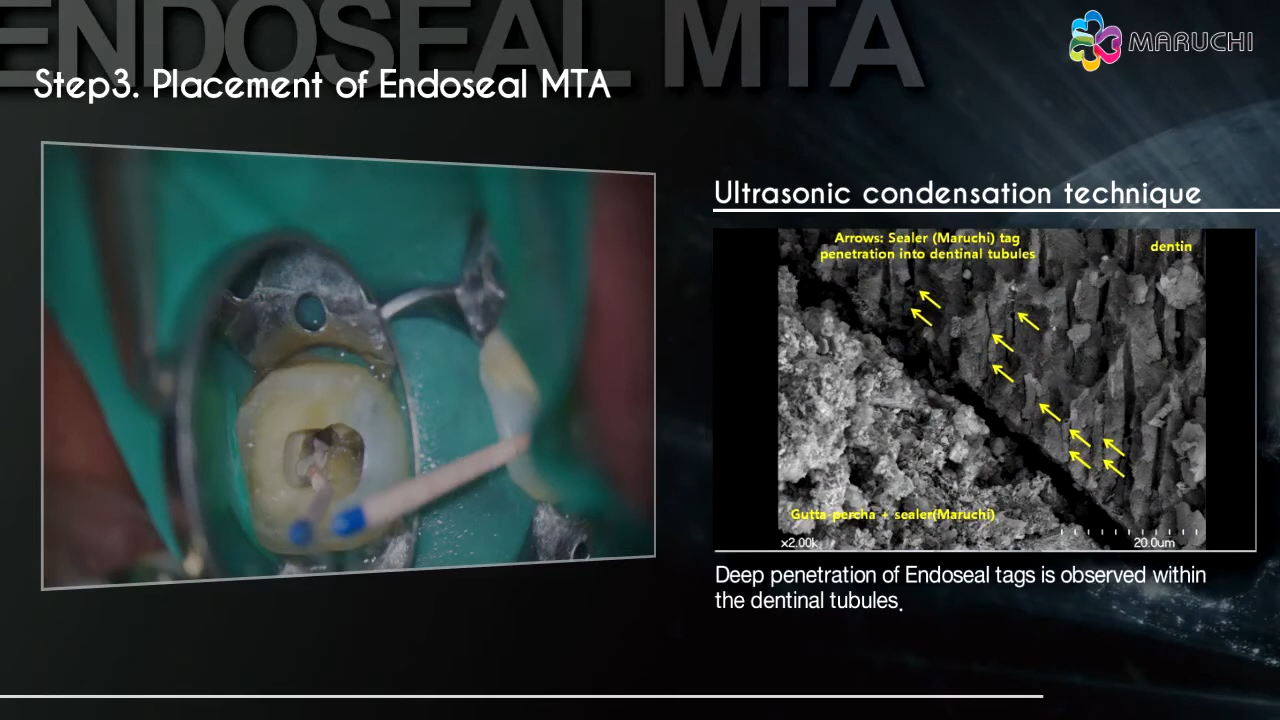 ENDOSEAL MTA
MARUCHI
Step3. Placement of Endoseal MTA
Ultrasonic condensation technique
Arrows: Sealer (Maruchi) tag
penetration into dentinal tubules
dentin
Gutta-percha + sealer(Maruchi)
x2.00k
20.0um
Deep penetration of Endoseal tags is observed within
the dentinal tubules.